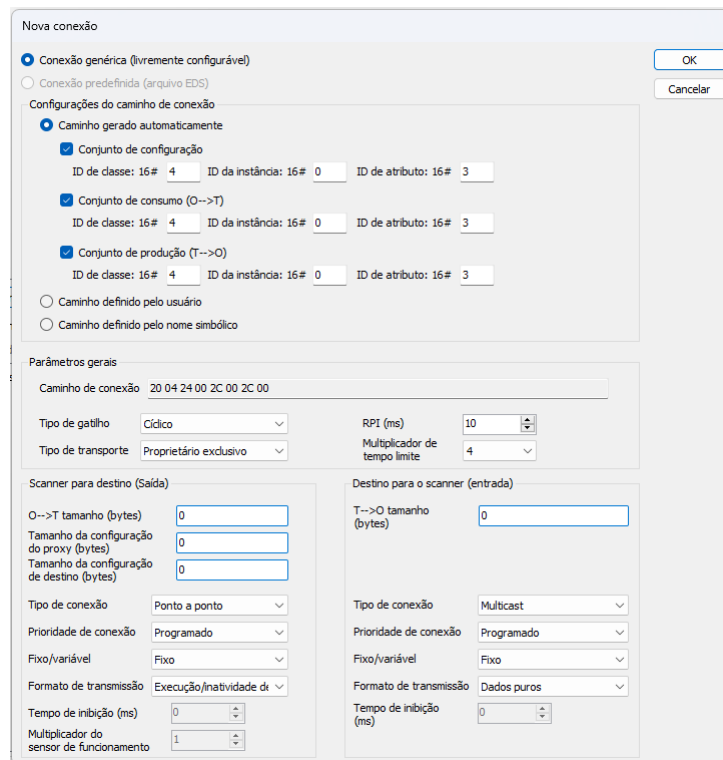 Nova conexão
Conexão genérica (livremente configurável)
OK
Conexão predefinida (arquivo EDS)
Cancelar
Configurações do caminho de conexão
Caminho gerado automaticamente
Conjunto de configuração
ID de classe: 16# 4 ID da instância: 16# 0 ID de atributo: 16# 3
Conjunto de consumo (O-->T)
ID de classe: 16# 4 ID da instância: 16# 0 ID de atributo: 16# 3
Conjunto de produção (T-->O)
ID de classe: 16# 4 ID da instância: 16# 0 ID de atributo: 16# 3
Caminho definido pelo usuário
Caminho definido pelo nome simbólico
Parâmetros gerais
Caminho de conexão 20 04 24 00 2C 00 2C 00
Tipo de gatilho Cíclico RPI (ms) 10
Tipo de transporte Proprietário exclusivo Multiplicador de tempo limite 4
Scanner para destino (Saída)
O-->T tamanho (bytes) 0
Tamanho da configuração do proxy (bytes) 0
Tamanho da configuração de destino (bytes) 0
Tipo de conexão Ponto a ponto
Prioridade de conexão Programado
Fixo/variável Fixo
Formato de transmissão Execução/inatividade de
Tempo de inibição (ms) 0
Multiplicador do sensor de funcionamento 1
Destino para o scanner (entrada)
T-->O tamanho (bytes) 0
Tipo de conexão Multicast
Prioridade de conexão Programado
Fixo/variável Fixo
Formato de transmissão Dados puros
Tempo de inibição (ms) 0